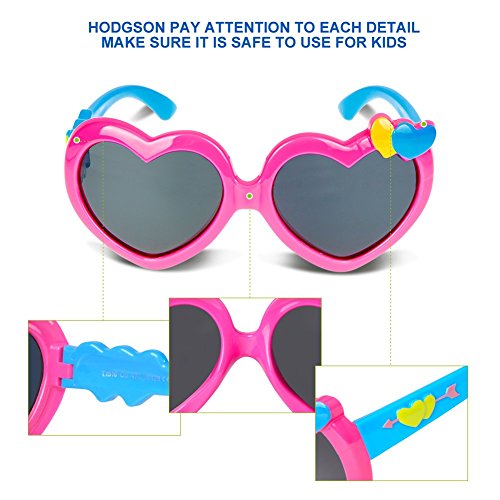 HODGSON PAY ATTENTION TO EACH DETAIL
MAKE SURE IT IS SAFE TO USE FOR KIDS